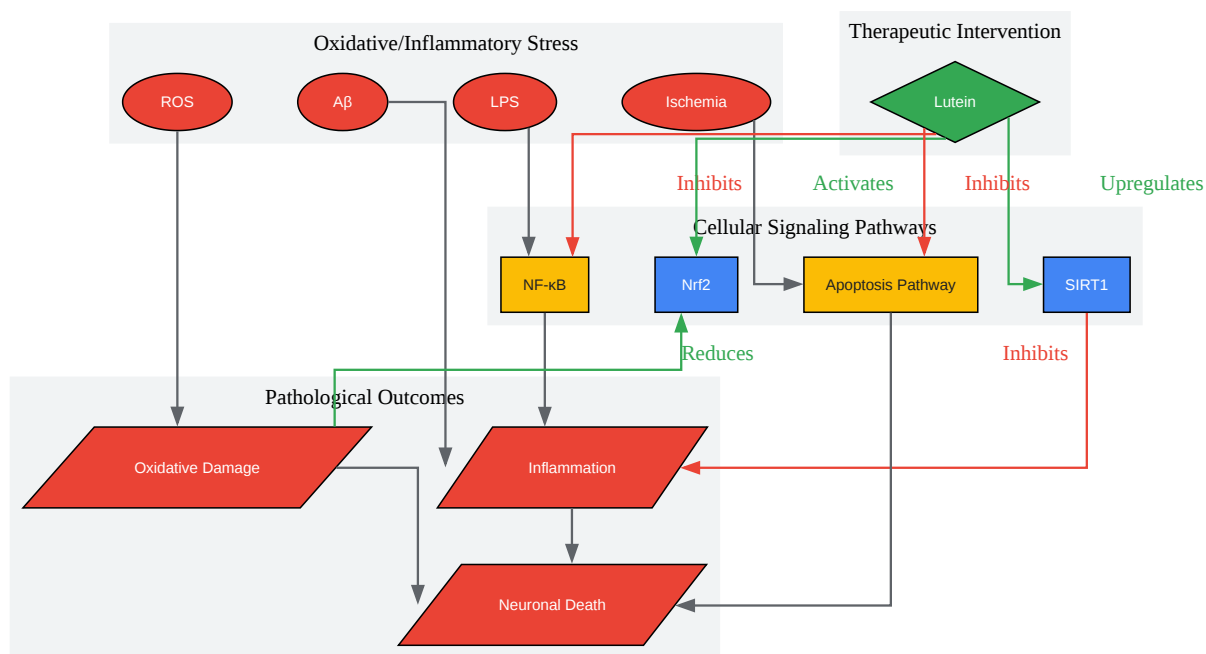 Oxidative/Inflammatory Stress
Therapeutic Intervention
ROS
Aβ
LPS
Ischemia
Lutein
Inhibits
Activates
Inhibits
Upregulates
Cellular Signaling Pathways
NF-κB
Nrf2
Apoptosis Pathway
SIRT1
Reduces
Inhibits
Pathological Outcomes
Oxidative Damage
Inflammation
Neuronal Death